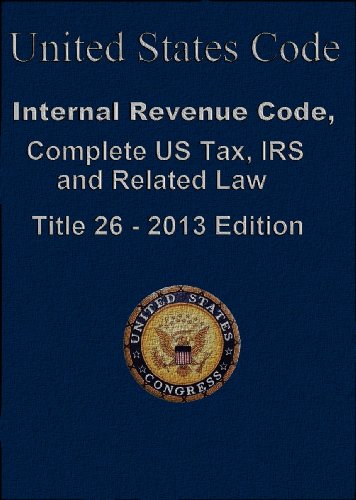 United States Code
Internal Revenue Code,
Complete US Tax, IRS
and Related Law
Title 26 - 2013 Edition
UNITED STATES
CONGRESS